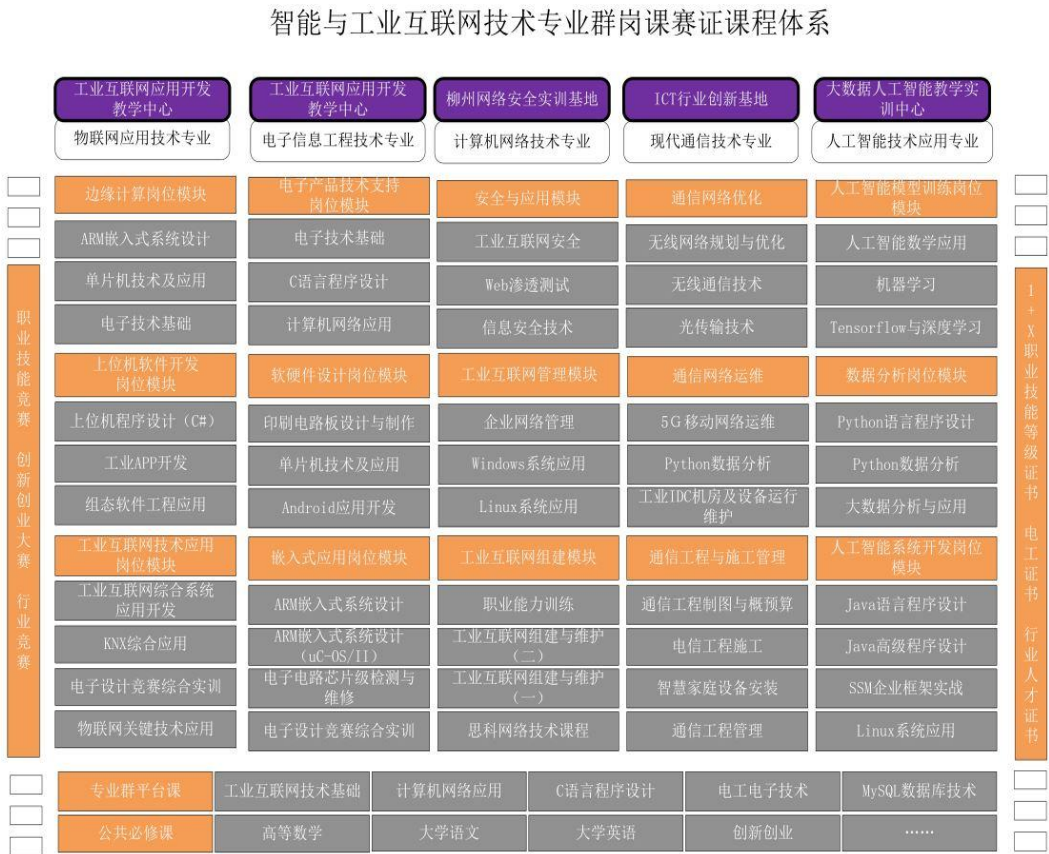 智能与工业互联网技术专业群岗课赛证课程体系
工业互联网应用开发
教学中心
工业互联网应用开发
教学中心
柳州网络安全实训基地
ICT行业创新基地
大数据人工智能教学实
训中心
物联网应用技术专业
电子信息工程技术专业
计算机网络技术专业
现代通信技术专业
人工智能技术应用专业
边缘计算岗位模块
电子产品技术支持
岗位模块
安全与应用模块
通信网络优化
人工智能模型训练岗位
模块
ARM嵌入式系统设计
电子技术基础
工业互联网安全
无线网络规划与优化
人工智能数学应用
单片机技术及应用
C语言程序设计
Web渗透测试
无线通信技术
机器学习
电子技术基础
计算机网络应用
信息安全技术
光传输技术
Tensorflow与深度学习
上位机软件开发
岗位模块
软硬件设计岗位模块
工业互联网管理模块
通信网络运维
数据分析岗位模块
上位机程序设计（C#）
印刷电路板设计与制作
企业网络管理
5G移动网络运维
Python语言程序设计
工业APP开发
单片机技术及应用
Windows系统应用
Python数据分析
Python数据分析
组态软件工程应用
Android应用开发
Linux系统应用
工业IDC机房及设备运行
维护
大数据分析与应用
工业互联网技术应用
岗位模块
嵌入式应用岗位模块
工业互联网组建模块
通信工程与施工管理
人工智能系统开发岗位
模块
工业互联网综合系统
应用开发
ARM嵌入式系统设计
职业能力训练
通信工程制图与概预算
Java语言程序设计
KNX综合应用
ARM嵌入式系统设计
（uC-OS/II）
工业互联网组建与维护
（二）
电信工程施工
Java高级程序设计
电子设计竞赛综合实训
电子电路芯片级检测与
维修
工业互联网组建与维护
（一）
智慧家庭设备安装
SSM企业框架实战
物联网关键技术应用
电子设计竞赛综合实训
思科网络技术课程
通信工程管理
Linux系统应用
职业技能竞赛 创新创业大赛 行业竞赛
1+X职业技能等级证书 电工证书 行业人才证书
专业群平台课
工业互联网技术基础
计算机网络应用
C语言程序设计
电工电子技术
MySQL数据库技术
公共必修课
高等数学
大学语文
大学英语
创新创业
……